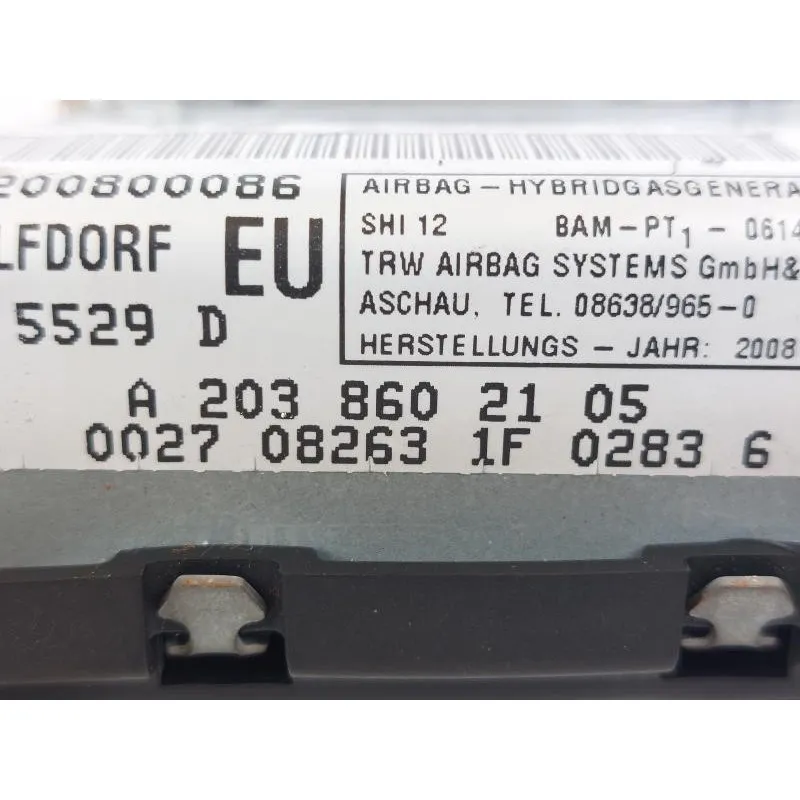 200800086
AIRBAG – HYBRIDGASGENERA
LFDORF EU
SHI 12 BAM – PT1 – 0614
TRW AIRBAG SYSTEMS GmbH&
5529 D
ASCHAU, TEL. 08638/965-0
HERSTELLUNGS – JAHR: 2008
A 203 860 21 05
0027 08263 1F 0283 6